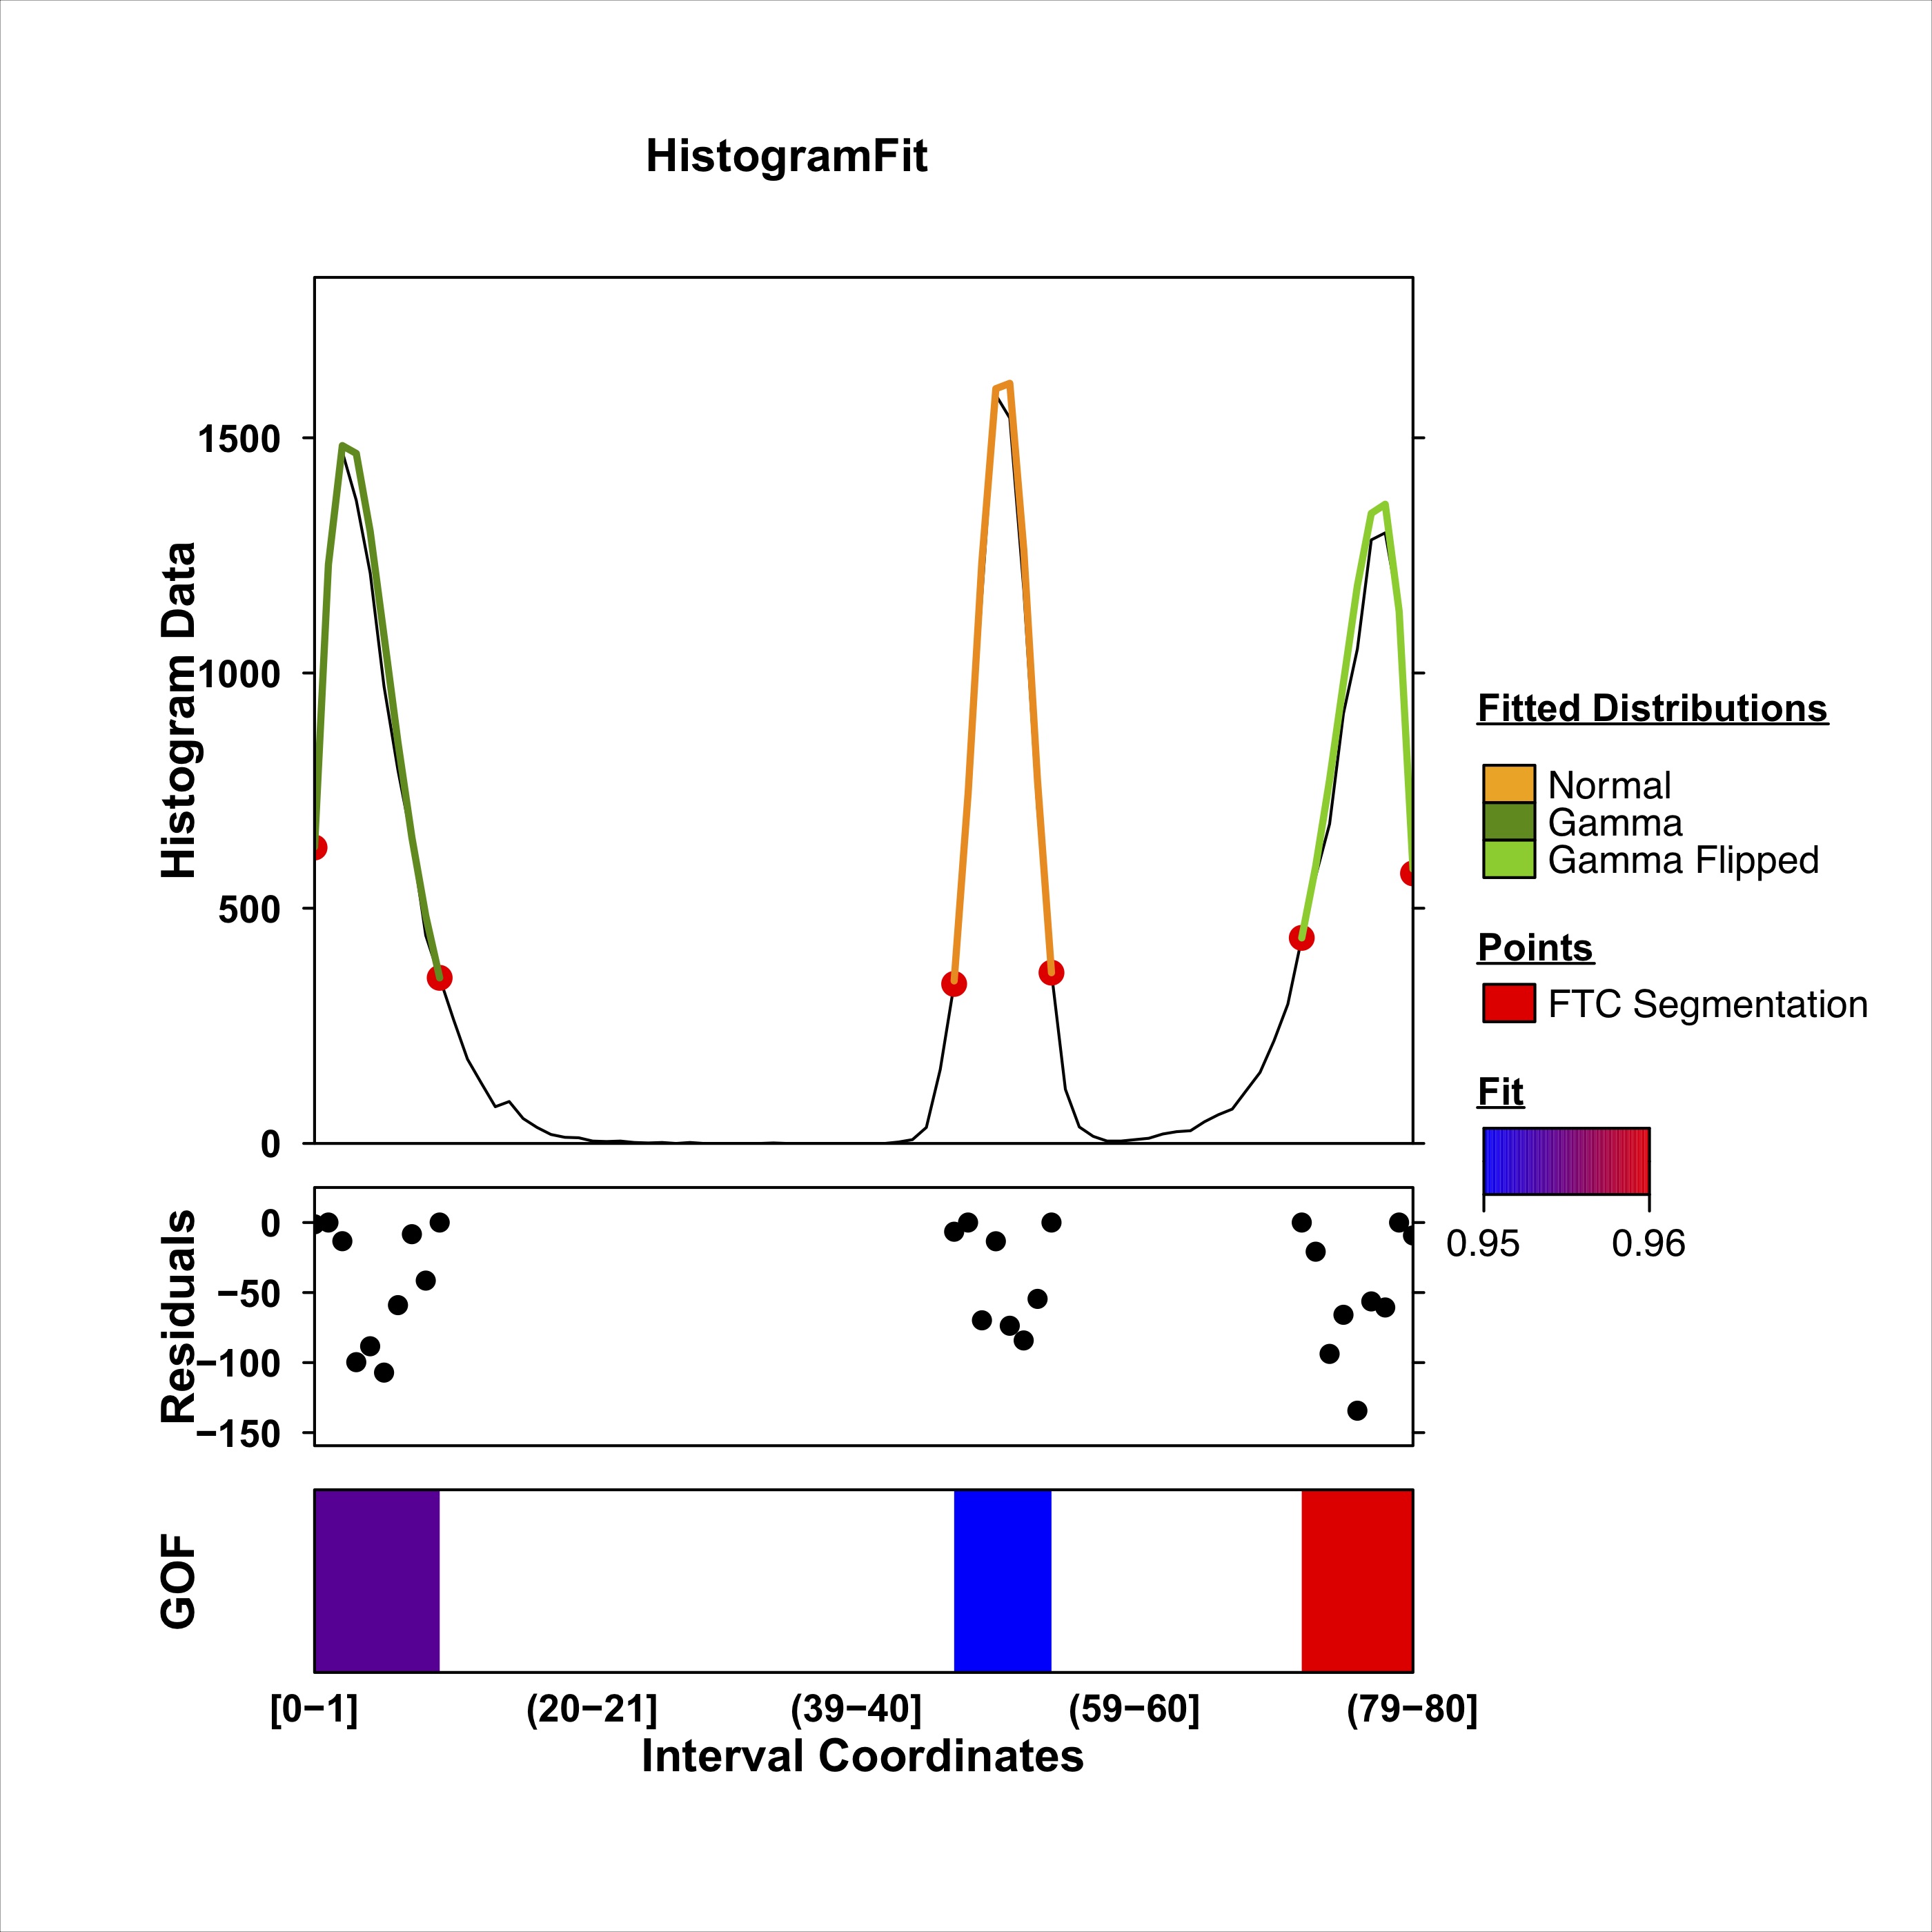 HistogramFit
Histogram Data
1500
1000
500
0
Residuals
0
−50
−100
−150
GOF
[0−1]
(20−21]
(39−40]
(59−60]
(79−80]
Interval Coordinates
Fitted Distributions
Normal
Gamma
Gamma Flipped
Points
FTC Segmentation
Fit
0.95
0.96